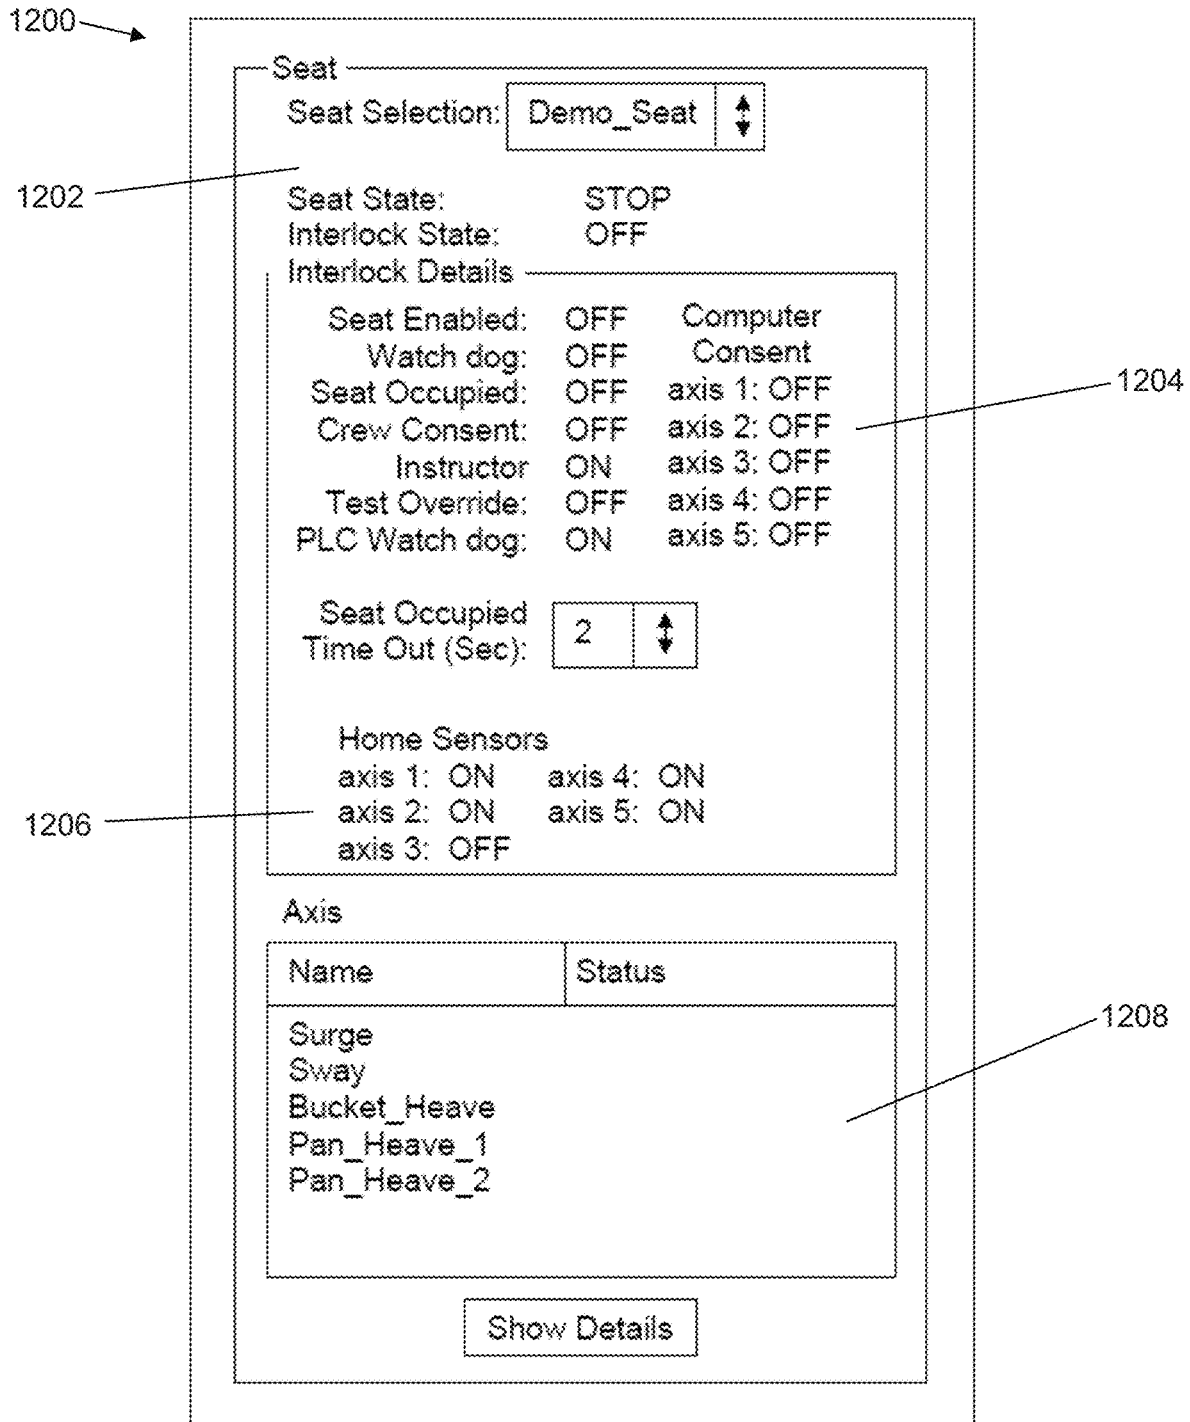 1200
Seat
Seat Selection: Demo_Seat
1202
Seat State: STOP
Interlock State: OFF
Interlock Details
Seat Enabled: OFF
Watch dog: OFF
Seat Occupied: OFF
Crew Consent: OFF
Instructor ON
Test Override: OFF
PLC Watch dog: ON
Computer
Consent
axis 1: OFF
axis 2: OFF
axis 3: OFF
axis 4: OFF
axis 5: OFF
1204
Seat Occupied
Time Out (Sec): 2
Home Sensors
axis 1: ON axis 4: ON
axis 2: ON axis 5: ON
axis 3: OFF
1206
Axis
Name Status
Surge
Sway
Bucket_Heave
Pan_Heave_1
Pan_Heave_2
1208
Show Details